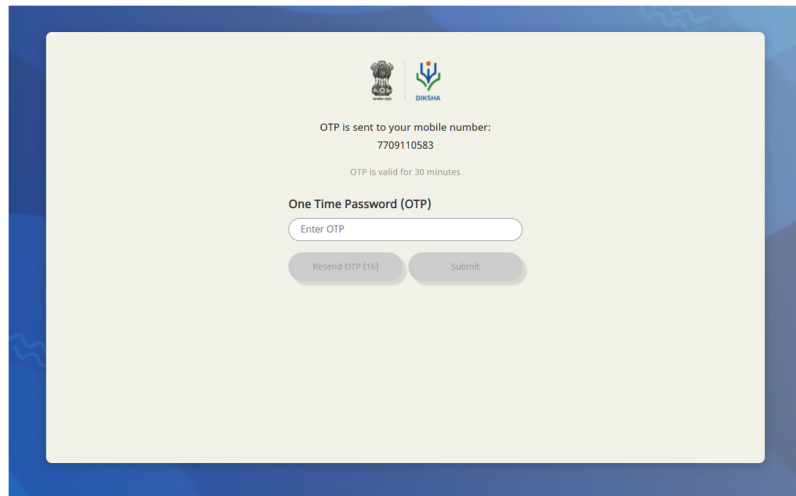 DIKSHA
OTP is sent to your mobile number:
7709110583
OTP is valid for 30 minutes
One Time Password (OTP)
Enter OTP
Resend OTP (16) Submit